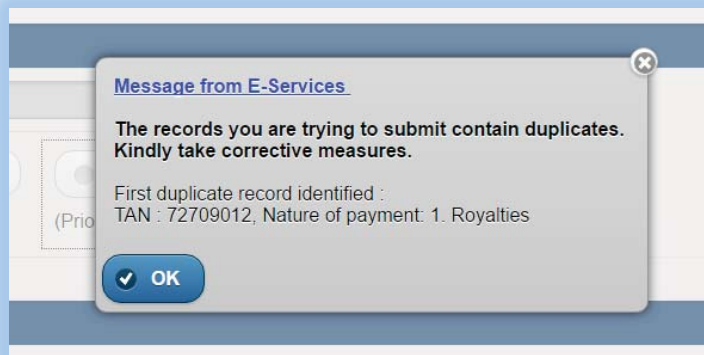 Message from E-Services
The records you are trying to submit contain duplicates.
Kindly take corrective measures.
First duplicate record identified :
TAN : 72709012, Nature of payment: 1. Royalties
(Prio
OK